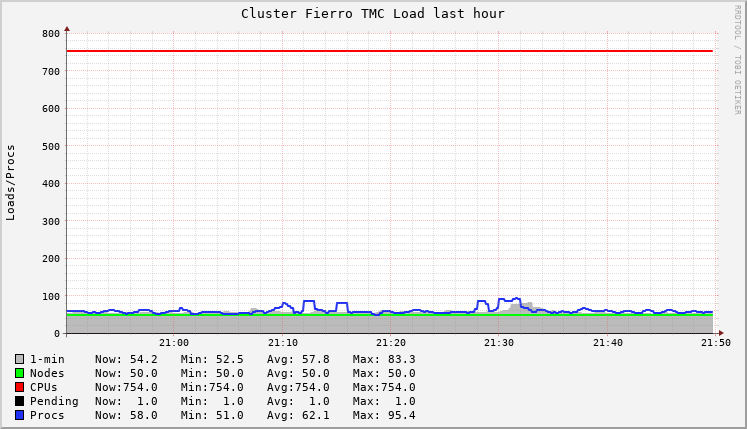 Cluster Fierro TMC Load last hour
RRDTOOL / TOBI OETIKER
Loads/Procs
800
700
600
500
400
300
200
100
0
21:00 21:10 21:20 21:30 21:40 21:50
1-min Now: 54.2 Min: 52.5 Avg: 57.8 Max: 83.3
Nodes Now: 50.0 Min: 50.0 Avg: 50.0 Max: 50.0
CPUs Now:754.0 Min:754.0 Avg:754.0 Max:754.0
Pending Now: 1.0 Min: 1.0 Avg: 1.0 Max: 1.0
Procs Now: 58.0 Min: 51.0 Avg: 62.1 Max: 95.4